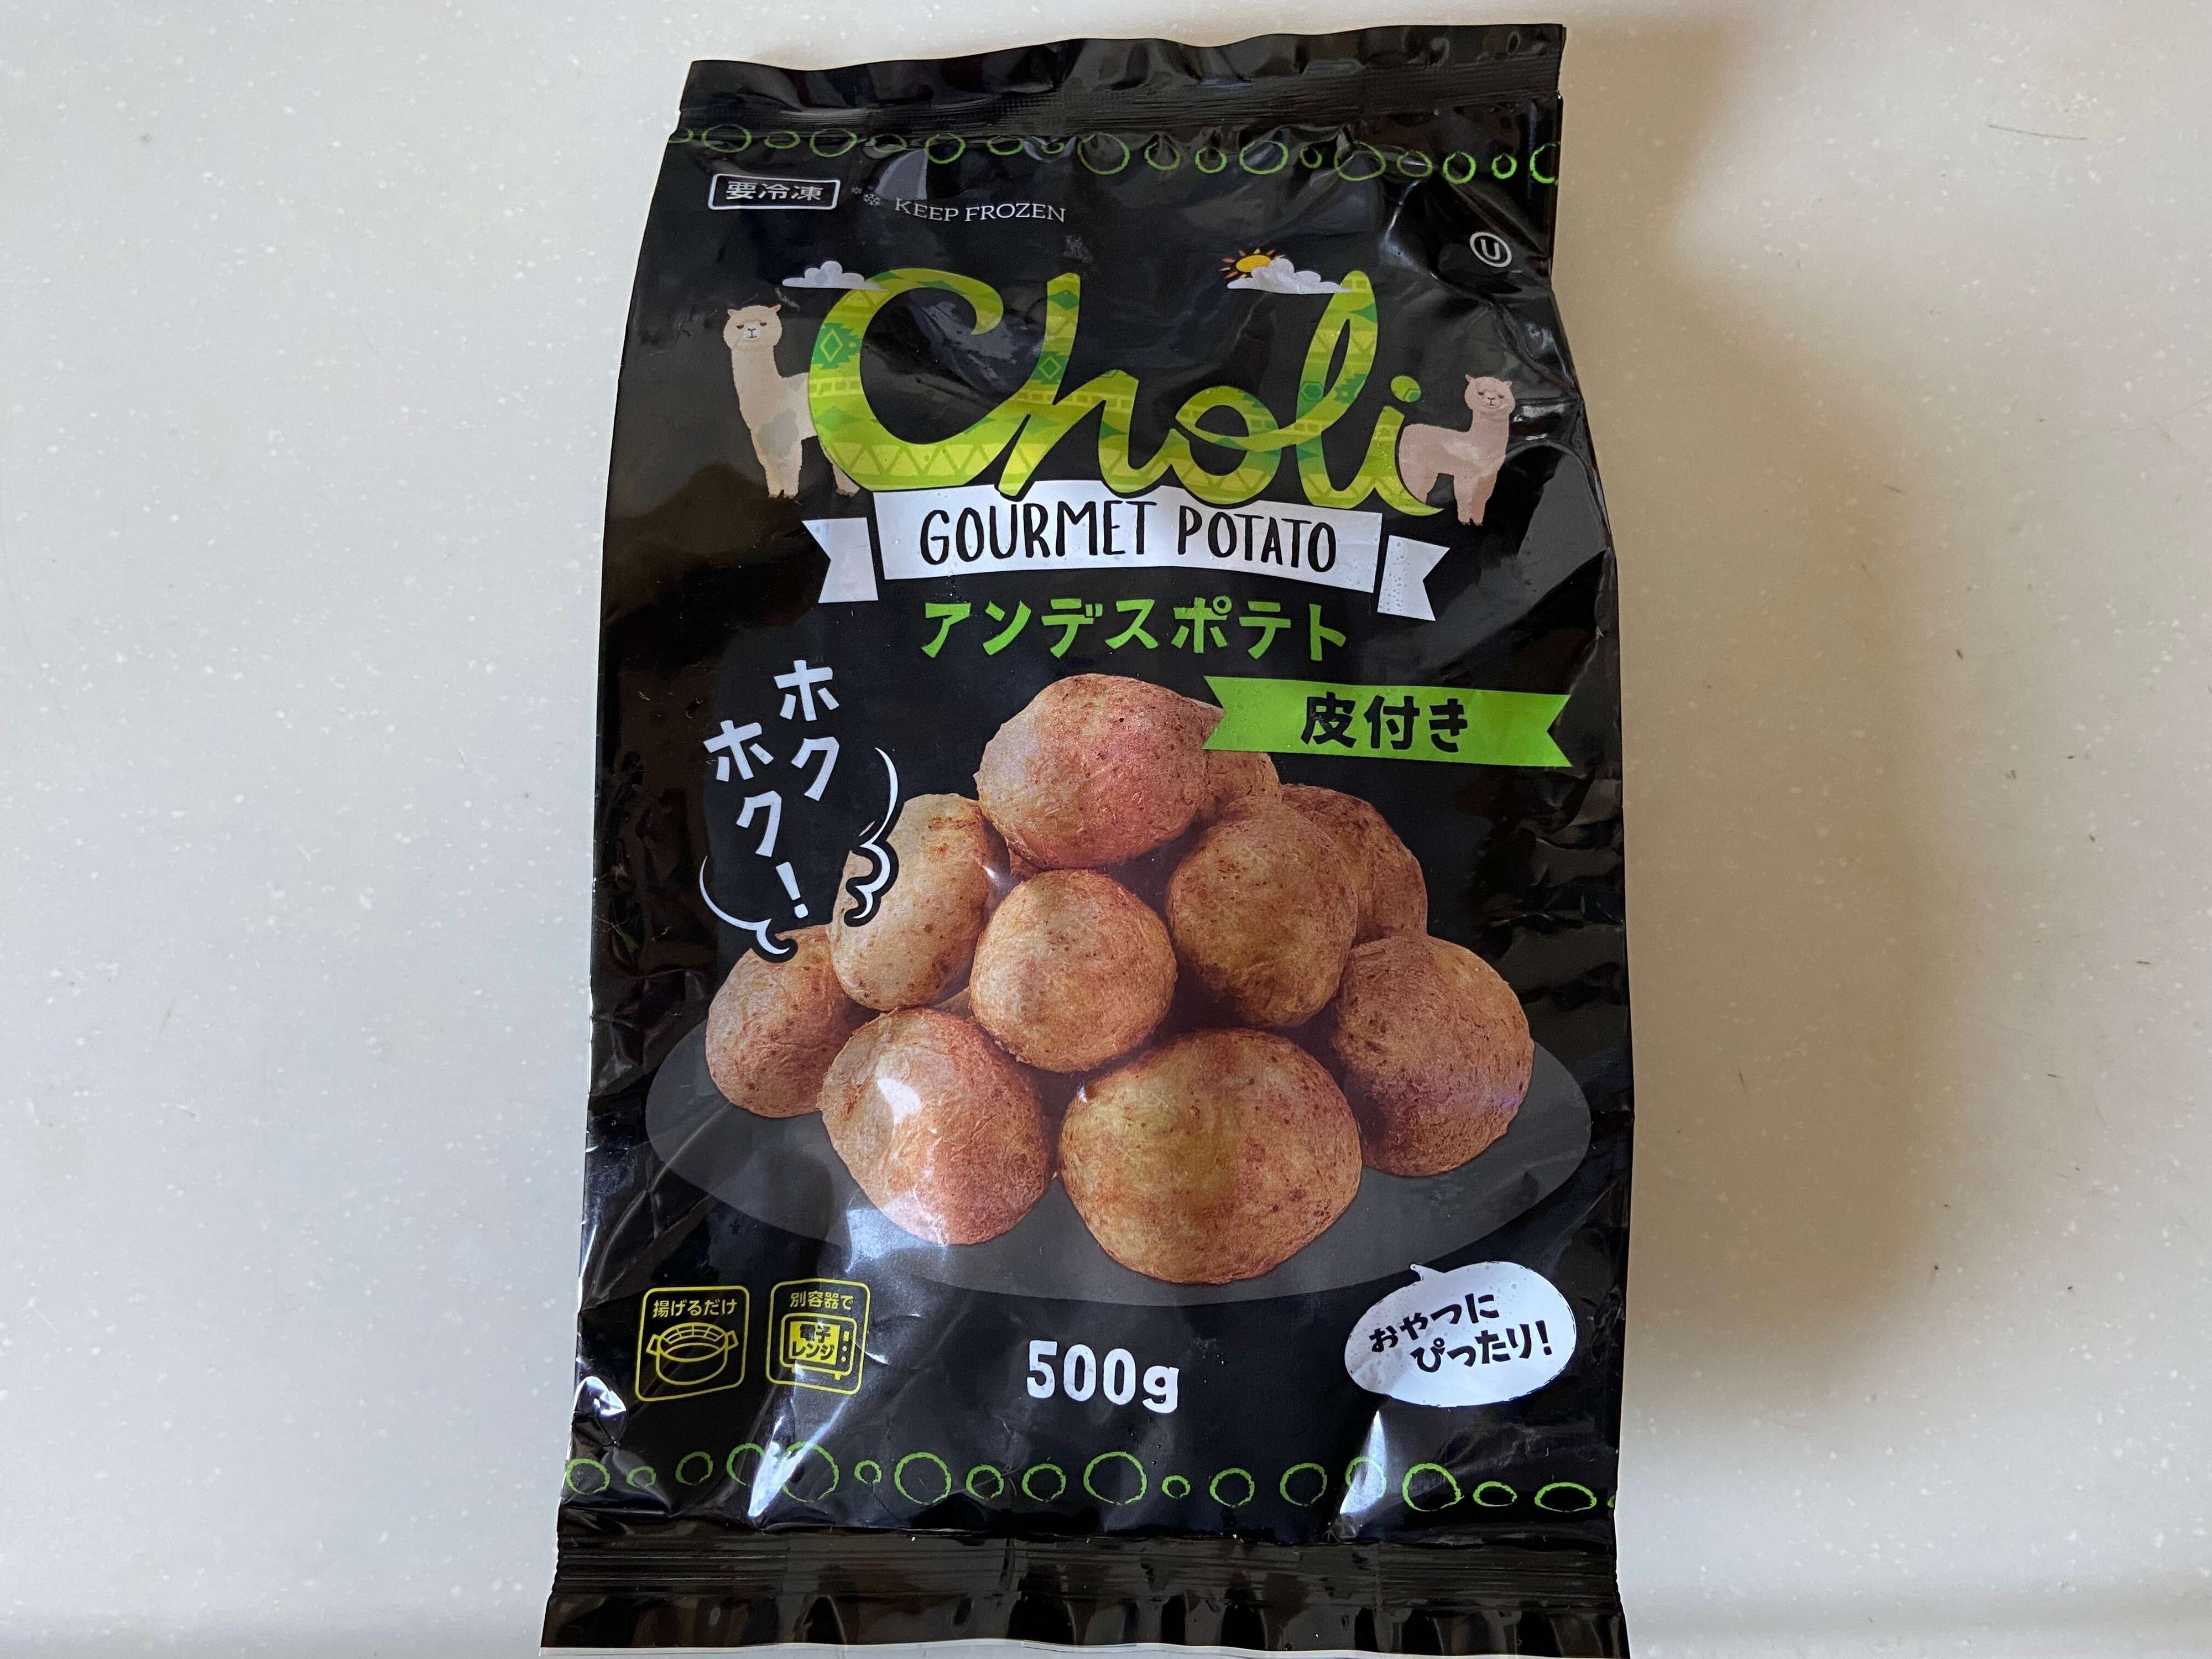 要冷凍 KEEP FROZEN
U
Choli
GOURMET POTATO
アンデスポテト
皮付き
ホク
ホク!
揚げるだけ
別容器で
電子
レンジ
500g
おやつに
ぴったり!